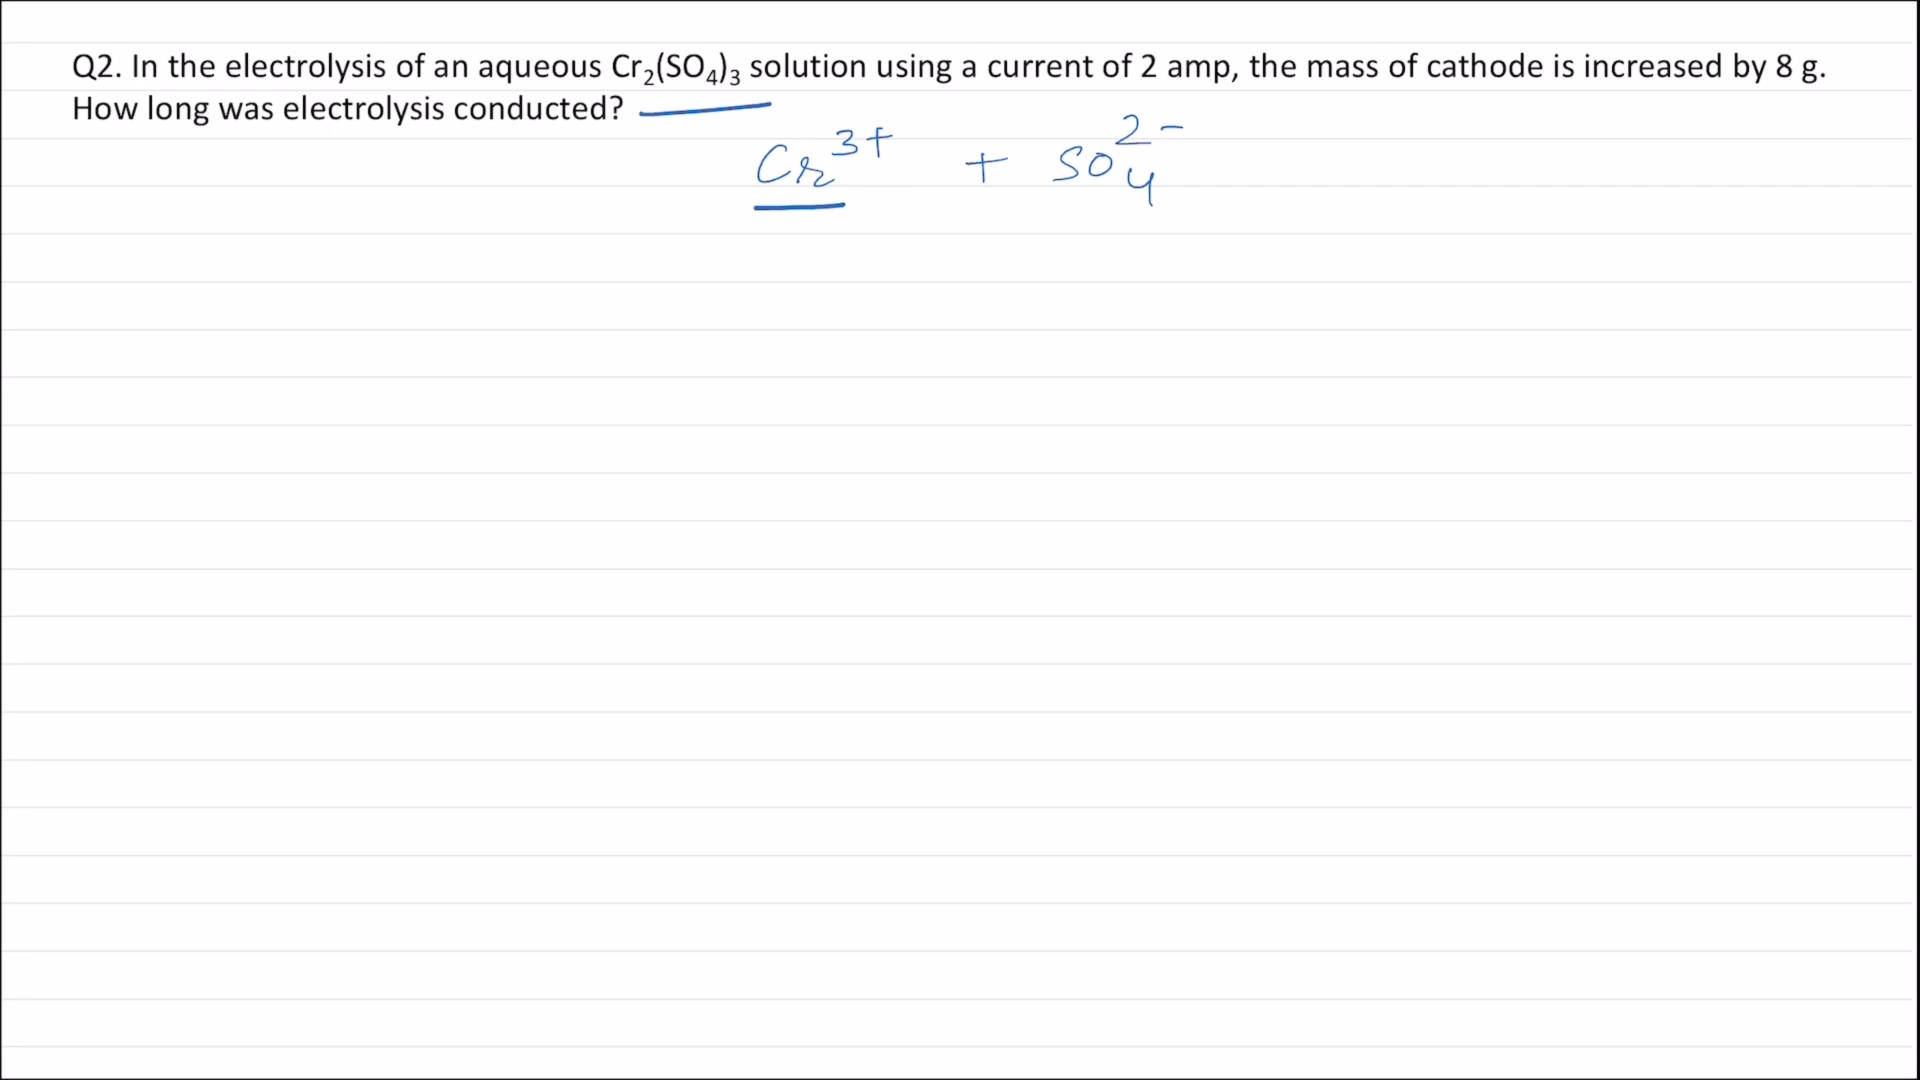 Q2. In the electrolysis of an aqueous Cr₂(SO₄)₃ solution using a current of 2 amp, the mass of cathode is increased by 8 g.
How long was electrolysis conducted?
Cr³⁺ + SO₄²⁻